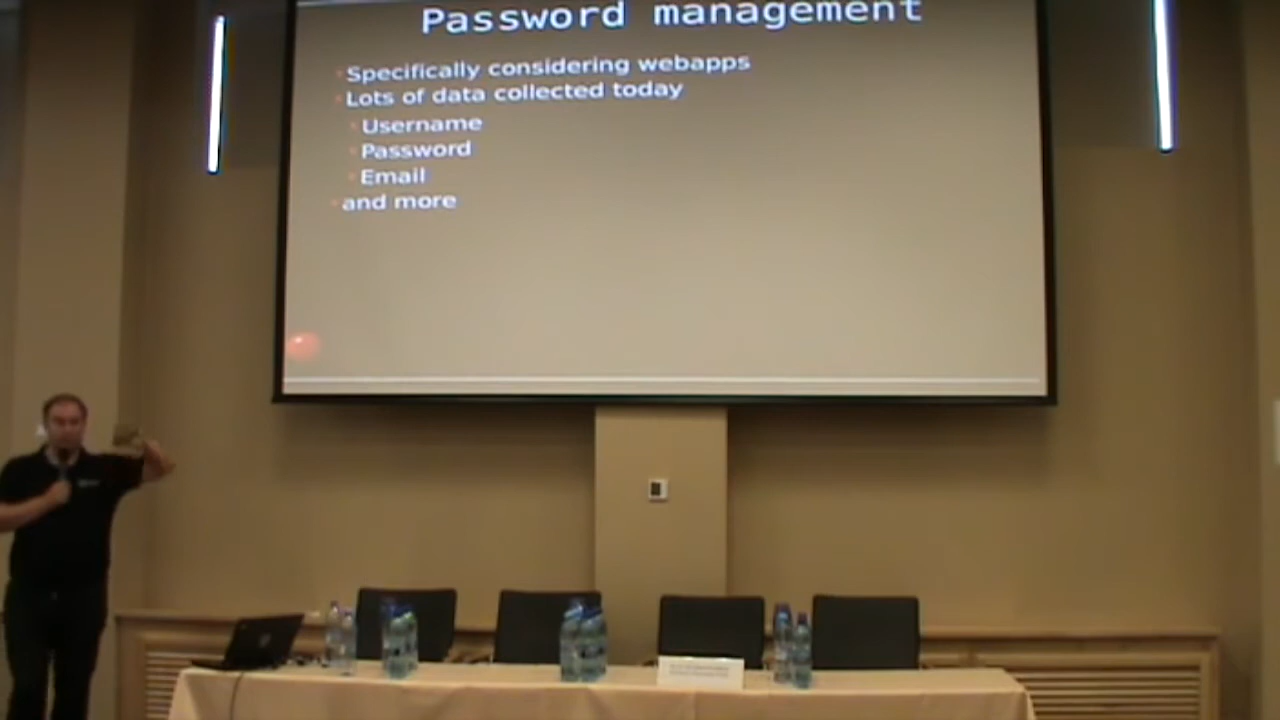 Password management
Specifically considering webapps
Lots of data collected today
Username
Password
Email
and more